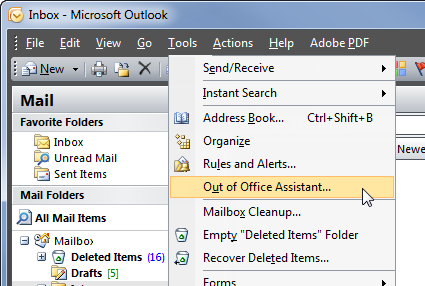 Inbox - Microsoft Outlook
File Edit View Go Tools Actions Help Adobe PDF
New
Send/Receive
Instant Search
Address Book... Ctrl+Shift+B
Organize
Rules and Alerts...
Out of Office Assistant...
Mailbox Cleanup...
Empty "Deleted Items" Folder
Recover Deleted Items...
Forms
Mail
Favorite Folders
Inbox
Unread Mail
Sent Items
Mail Folders
All Mail Items
Mailbox
Deleted Items (16)
Drafts [5]